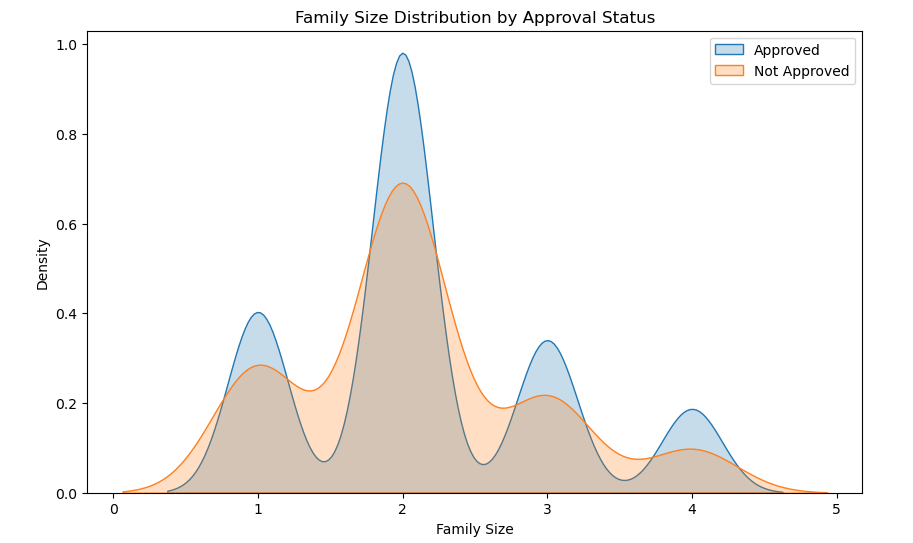 Family Size Distribution by Approval Status
Approved
Not Approved
1.0
0.8
0.6
0.4
0.2
0.0
Density
0 1 2 3 4 5
Family Size